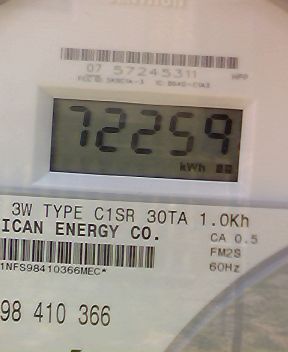 07 57245311
72259
kWh
3W TYPE C1SR 30TA 1.0Kh
ICAN ENERGY CO.
CA 0.5
FM2S
1NFS98410366MEC*
60Hz
98 410 366